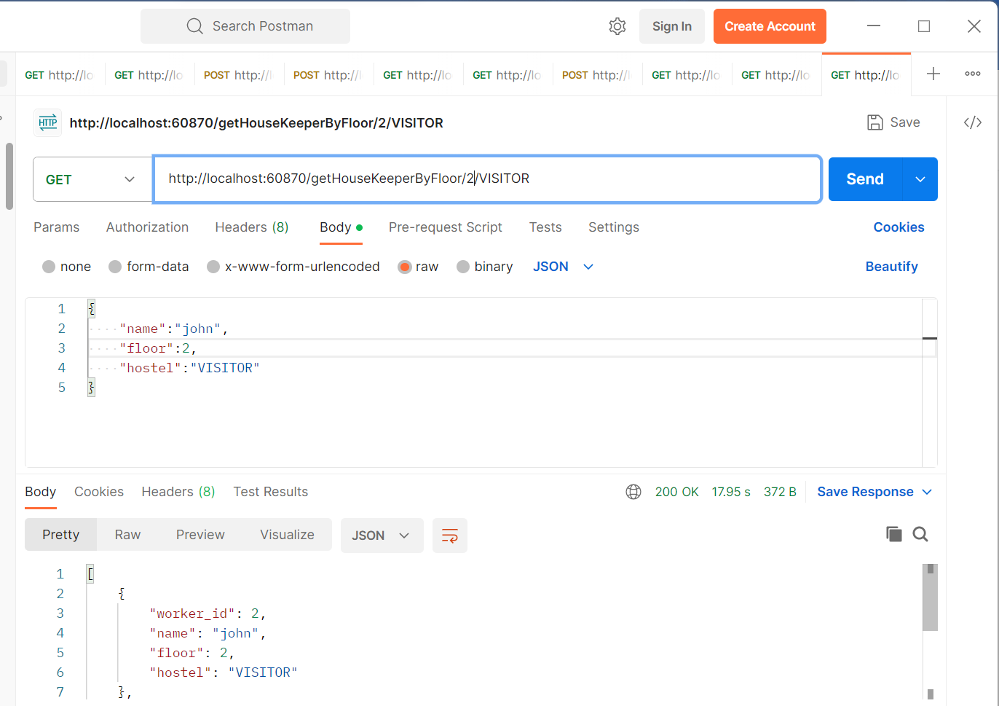 Search Postman
Sign In
Create Account
GET http://lo
GET http://lo
POST http://l
POST http://l
GET http://lo
GET http://lo
POST http://l
GET http://lo
GET http://lo
GET http://lo
HTTP http://localhost:60870/getHouseKeeperByFloor/2/VISITOR
Save
</>
GET
http://localhost:60870/getHouseKeeperByFloor/2/VISITOR
Send
Params Authorization Headers (8) Body Pre-request Script Tests Settings
Cookies
none form-data x-www-form-urlencoded raw binary JSON
Beautify
1 {
2 "name":"john",
3 "floor":2,
4 "hostel":"VISITOR"
5 }
Body Cookies Headers (8) Test Results
200 OK 17.95 s 372 B Save Response
Pretty Raw Preview Visualize JSON
1 [
2 {
3 "worker_id": 2,
4 "name": "john",
5 "floor": 2,
6 "hostel": "VISITOR"
7 },